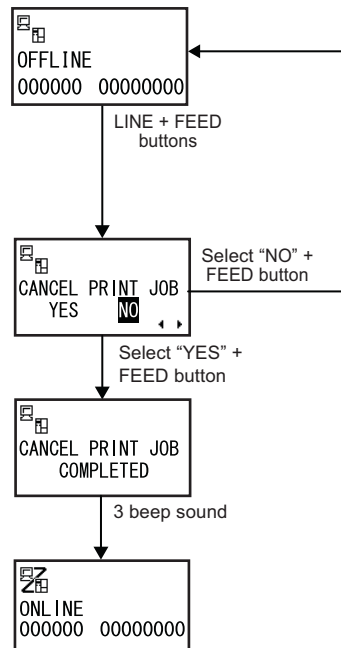 OFFLINE
000000 00000000
LINE + FEED
buttons
CANCEL PRINT JOB
YES NO
Select “NO” +
FEED button
Select “YES” +
FEED button
CANCEL PRINT JOB
COMPLETED
3 beep sound
ONLINE
000000 00000000